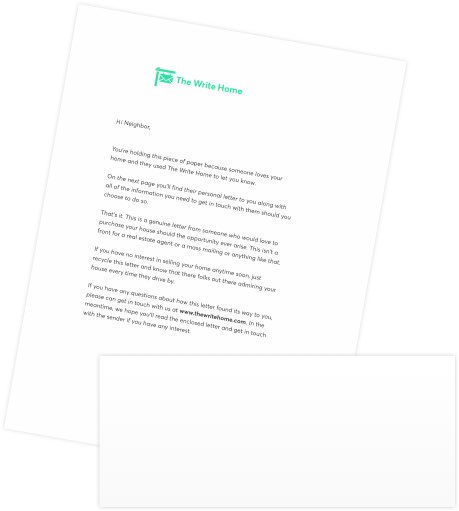 The Write Home
Hi Neighbor,
You're holding this piece of paper because someone loves your
home and they used The Write Home to let you know.
On the next page you'll find their personal letter to you along with
all of the information you need to get in touch with them should you
choose to do so.
That's it. This is a genuine letter from someone who would love to
purchase your house should the opportunity ever arise. This isn't a
front for a real estate agent or a mass mailing or anything like that.
If you have no interest in selling your home anytime soon, just
recycle this letter and know that there folks out there admiring your
house every time they drive by.
If you have any questions about how this letter found its way to you,
please can get in touch with us at www.thewritehome.com. In the
meantime, we hope you'll read the enclosed letter and get in touch
with the sender if you have any interest.